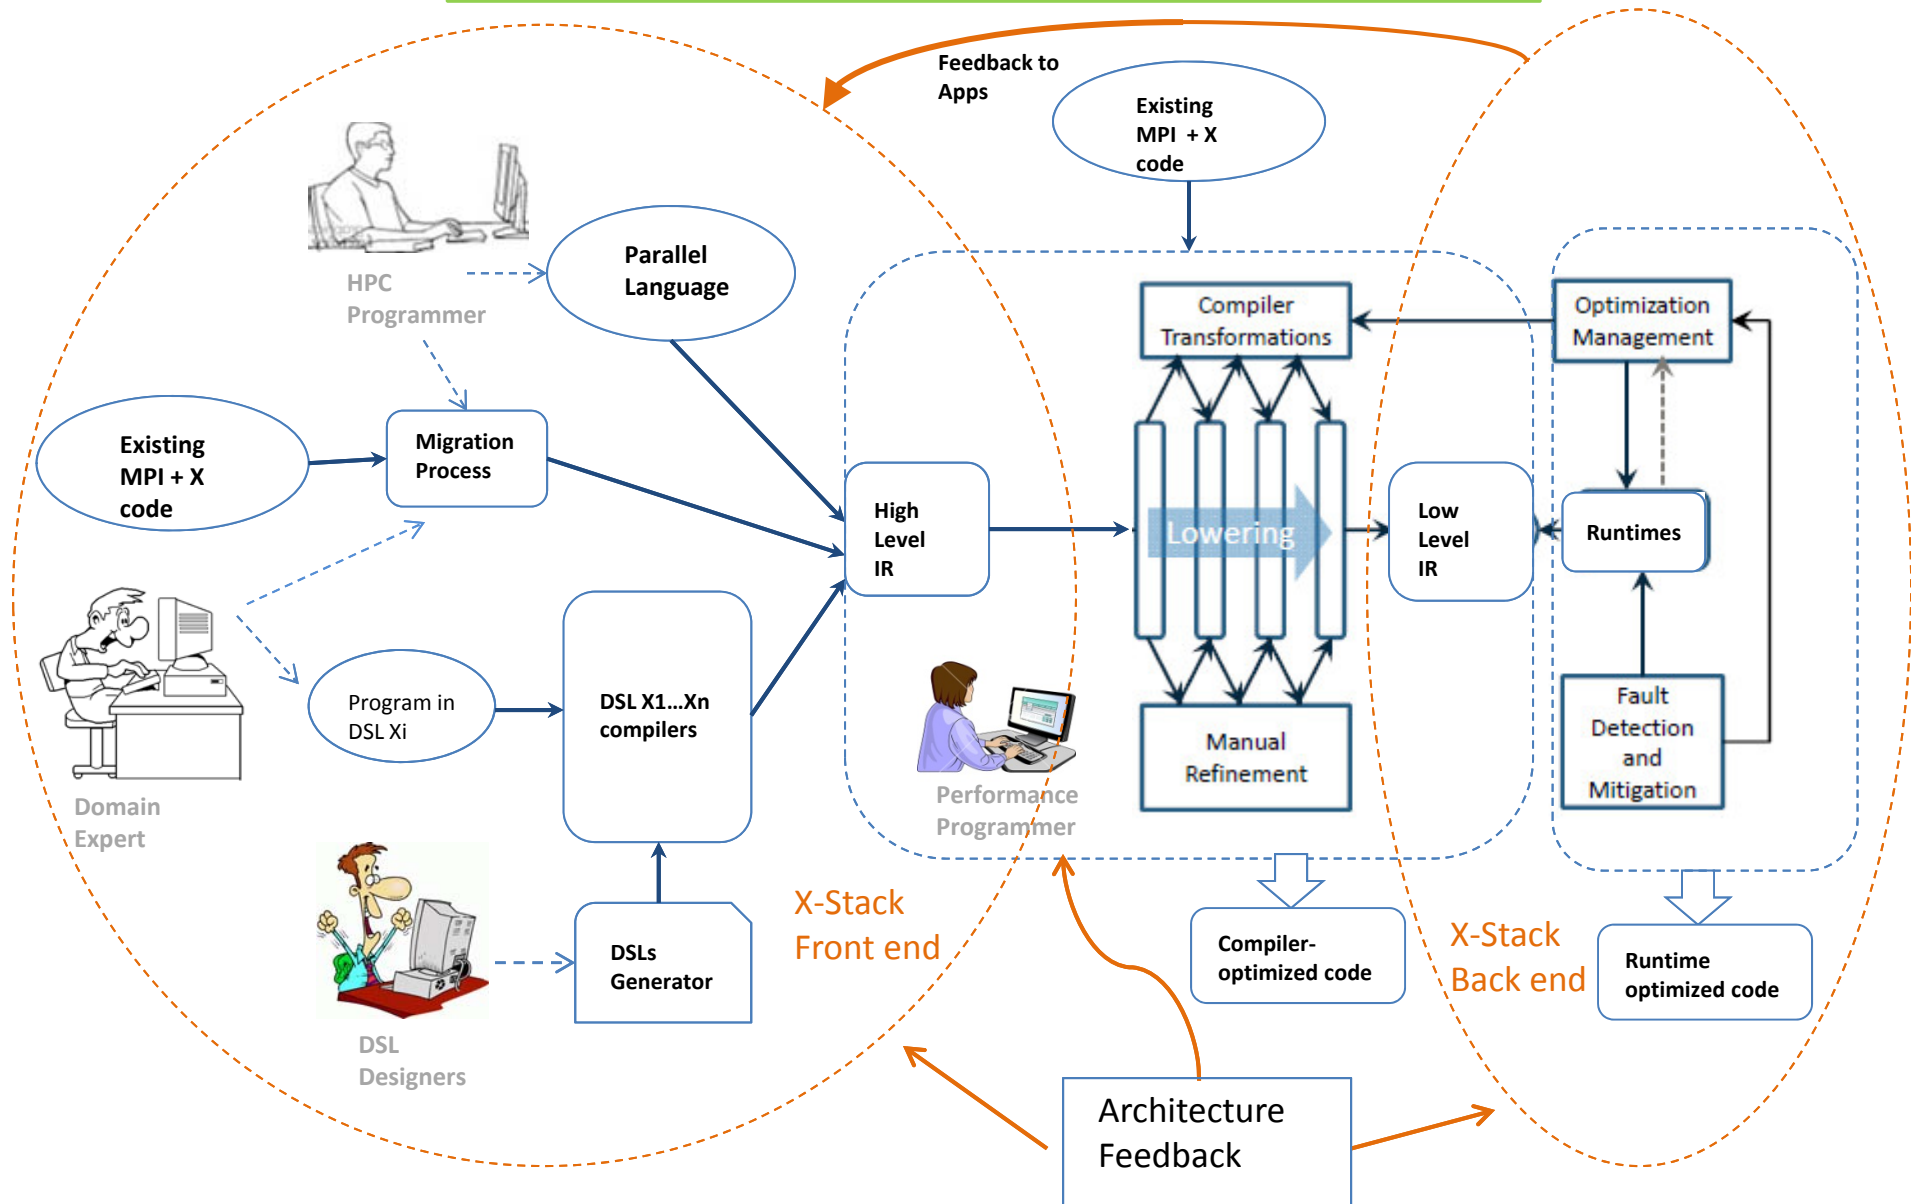 Feedback to
Apps
Existing
MPI + X
code
HPC
Programmer
Parallel
Language
Compiler
Transformations
Optimization
Management
Existing
MPI + X
code
Migration
Process
High
Level
IR
Lowering
Low
Level
IR
Runtimes
Program in
DSL Xi
DSL X1...Xn
compilers
Manual
Refinement
Fault
Detection
and
Mitigation
Domain
Expert
Performance
Programmer
X-Stack
Front end
DSLs
Generator
Compiler-
optimized code
X-Stack
Back end
Runtime
optimized code
DSL
Designers
Architecture
Feedback